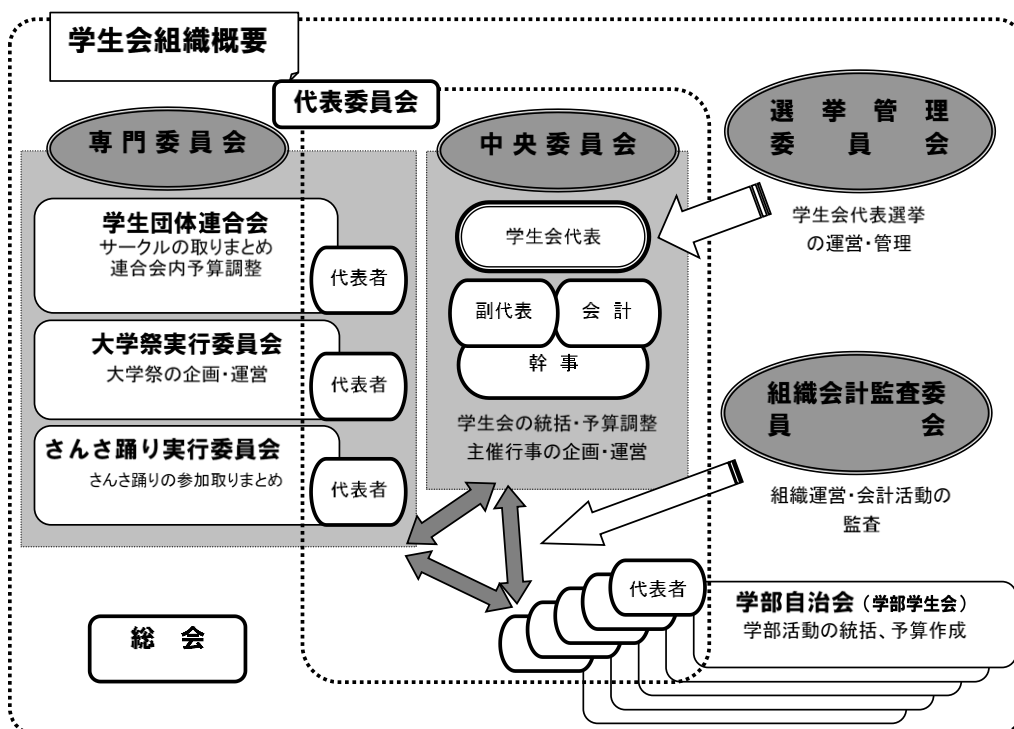 学生会組織概要
代表委員会
専門委員会
学生団体連合会
サークルの取りまとめ
連合会内予算調整
代表者
大学祭実行委員会
大学祭の企画・運営
代表者
さんさ踊り実行委員会
さんさ踊りの参加取りまとめ
代表者
中央委員会
学生会代表
副代表
会 計
幹 事
学生会の統括・予算調整
主催行事の企画・運営
選挙管理
委員会
学生会代表選挙
の運営・管理
組織会計監査委
員会
組織運営・会計活動の
監査
代表者
学部自治会（学部学生会）
学部活動の統括、予算作成
総 会